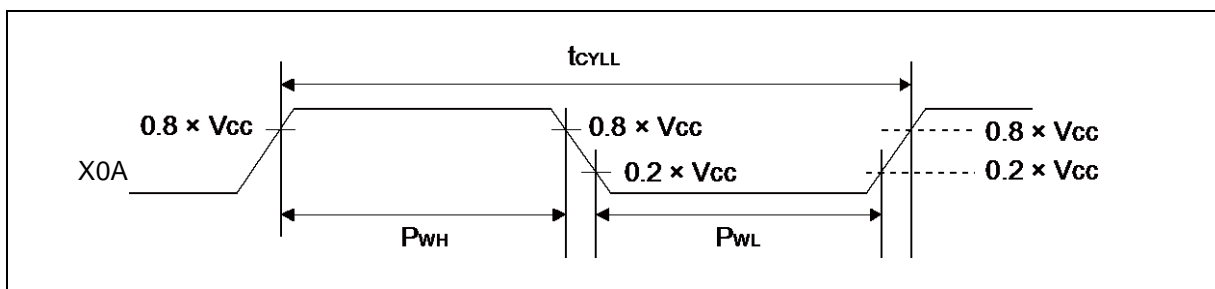 tCYLL
0.8 × VCC
0.8 × VCC
0.8 × VCC
X0A
0.2 × VCC
0.2 × VCC
PWH
PWL